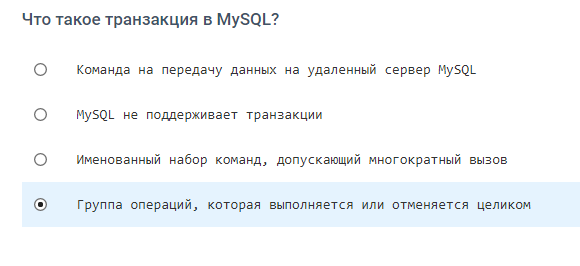 Что такое транзакция в MySQL?
Команда на передачу данных на удаленный сервер MySQL
MySQL не поддерживает транзакции
Именованный набор команд, допускающий многократный вызов
Группа операций, которая выполняется или отменяется целиком